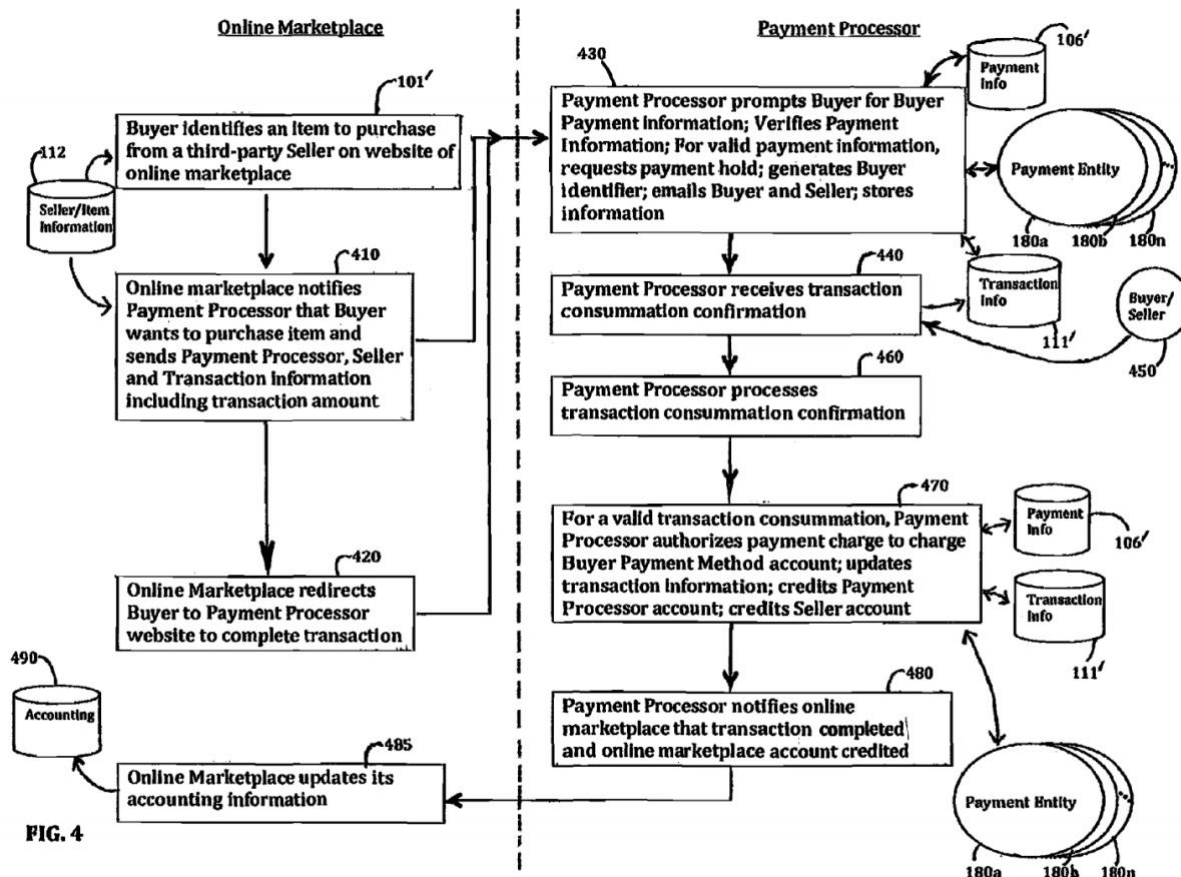 Online Marketplace
Payment Processor
101′
Buyer identifies an item to purchase
from a third-party Seller on website of
online marketplace
112
Seller/Item
Information
410
Online marketplace notifies
Payment Processor that Buyer
wants to purchase item and
sends Payment Processor, Seller
and Transaction Information
including transaction amount
420
Online Marketplace redirects
Buyer to Payment Processor
website to complete transaction
430
Payment Processor prompts Buyer for Buyer
Payment information; Verifies Payment
Information; For valid payment information,
requests payment hold; generates Buyer
identifier; emails Buyer and Seller; stores
information
106′
Payment
Info
Payment Entity
...
180a
180b
180n
440
Payment Processor receives transaction
consummation confirmation
Transaction
Info
111′
Buyer/
Seller
450
460
Payment Processor processes
transaction consummation confirmation
470
For a valid transaction consummation, Payment
Processor authorizes payment charge to charge
Buyer Payment Method account; updates
transaction information; credits Payment
Processor account; credits Seller account
Payment
Info
106′
Transaction
Info
111′
480
Payment Processor notifies online
marketplace that transaction completed
and online marketplace account credited
490
Accounting
485
Online Marketplace updates its
accounting information
Payment Entity
...
180a
180b
180n
FIG. 4